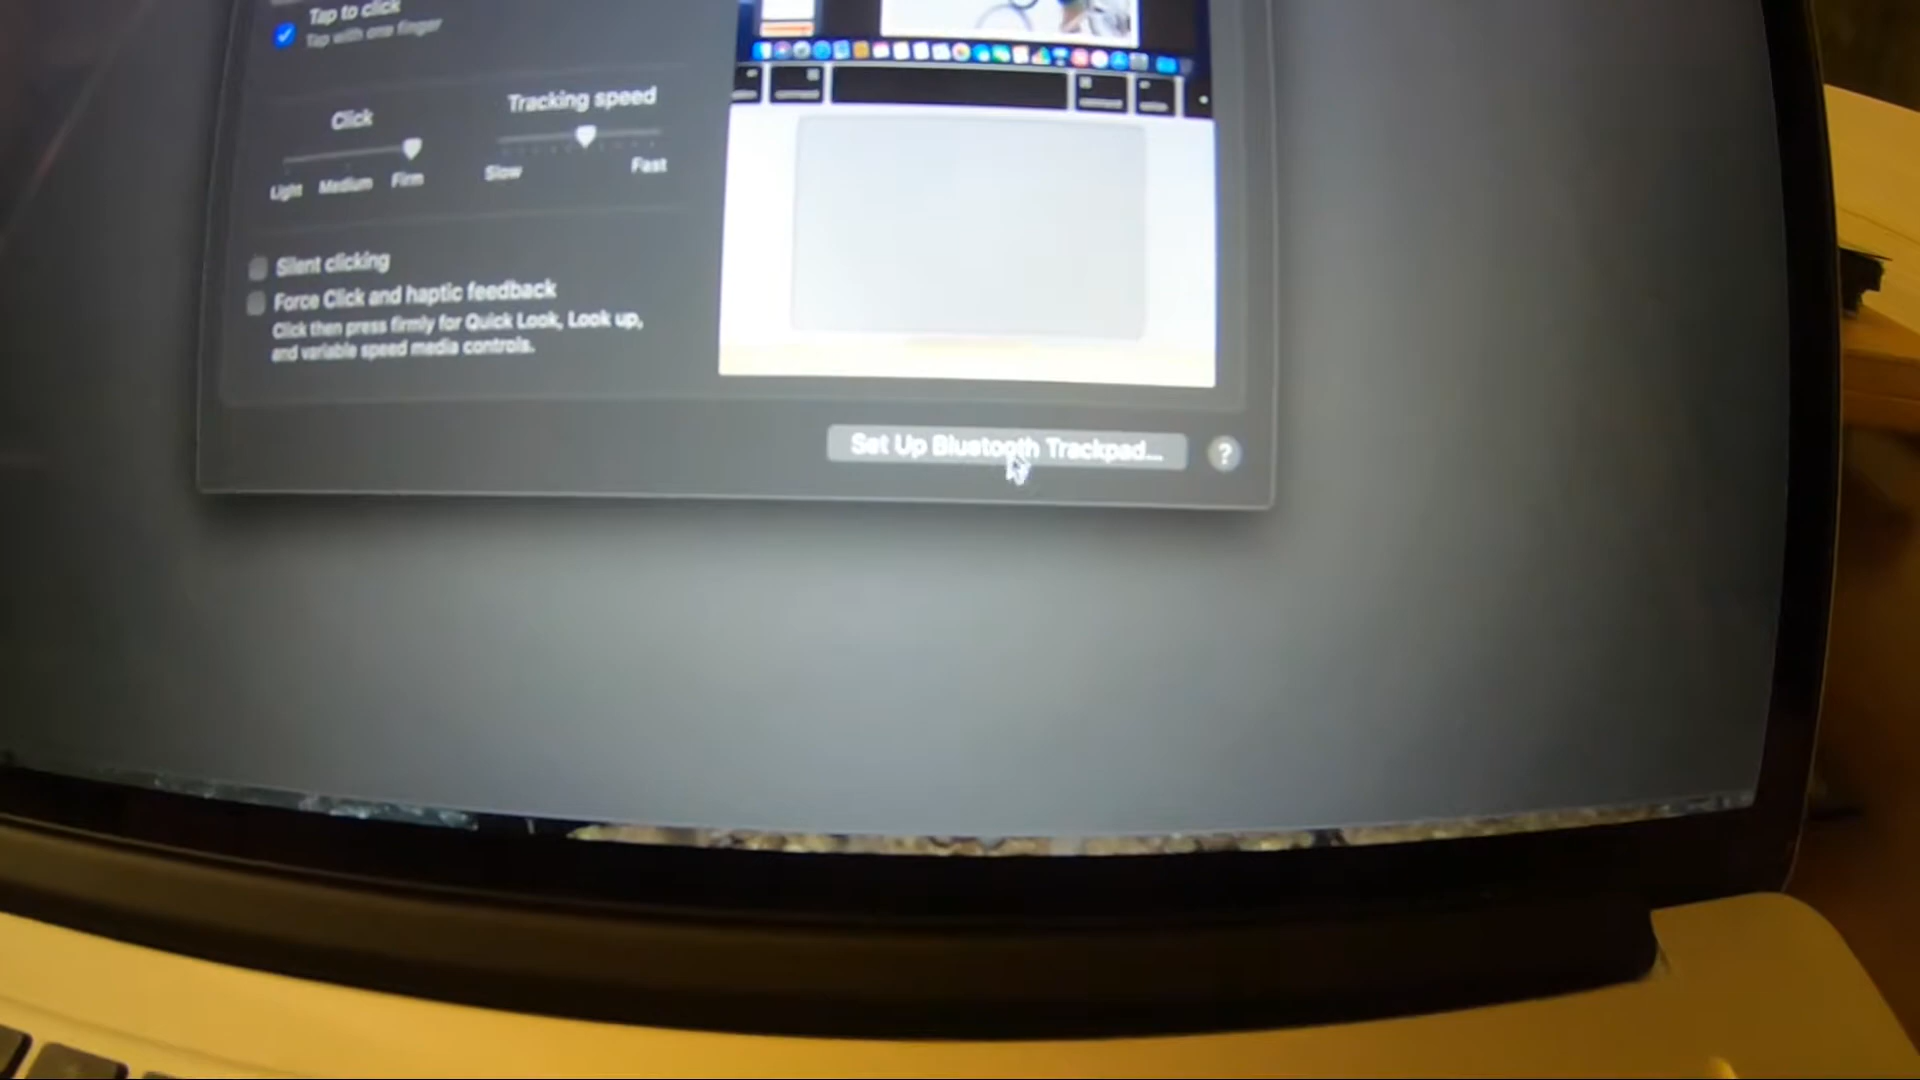 Tap to click
Tap with one finger
Click
Tracking speed
Light Medium Firm
Slow Fast
Silent clicking
Force Click and haptic feedback
Click then press firmly for Quick Look, Look up,
and variable speed media controls.
Set Up Bluetooth Trackpad... ?